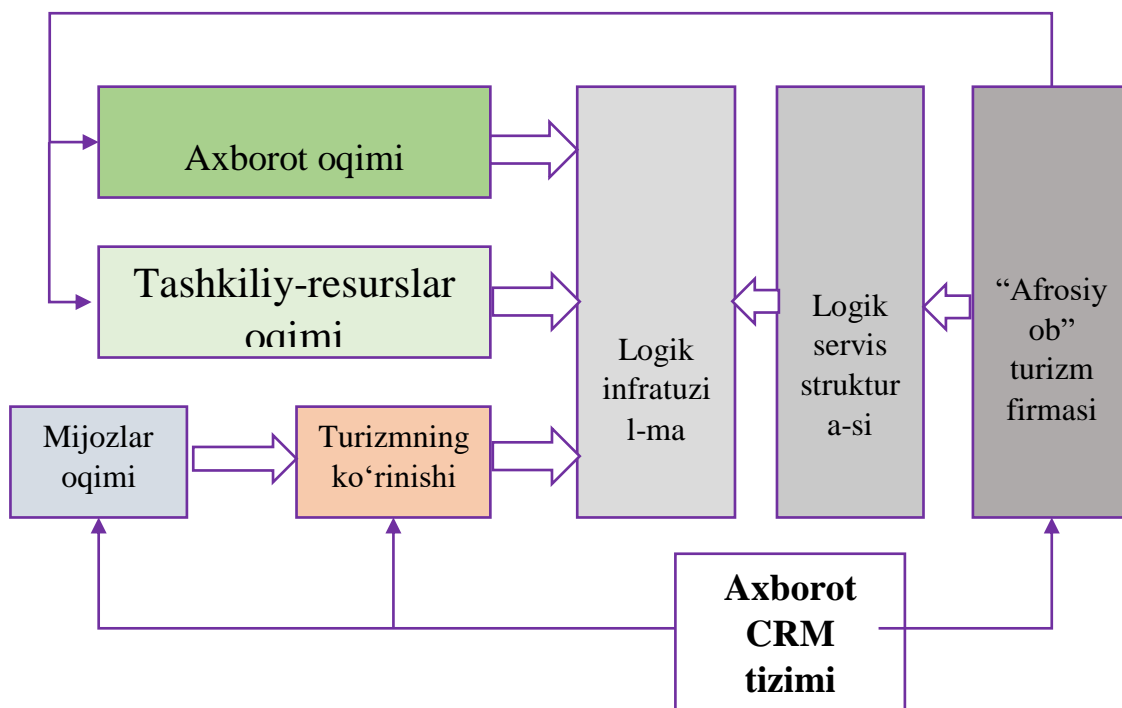 Axborot oqimi
Tashkiliy-resurslar
oqimi
Mijozlar
oqimi
Turizmning
ko‘rinishi
Logik
infratuzi
l-ma
Logik
servis
struktur
a-si
“Afrosiy
ob”
turizm
firmasi
Axborot
CRM
tizimi